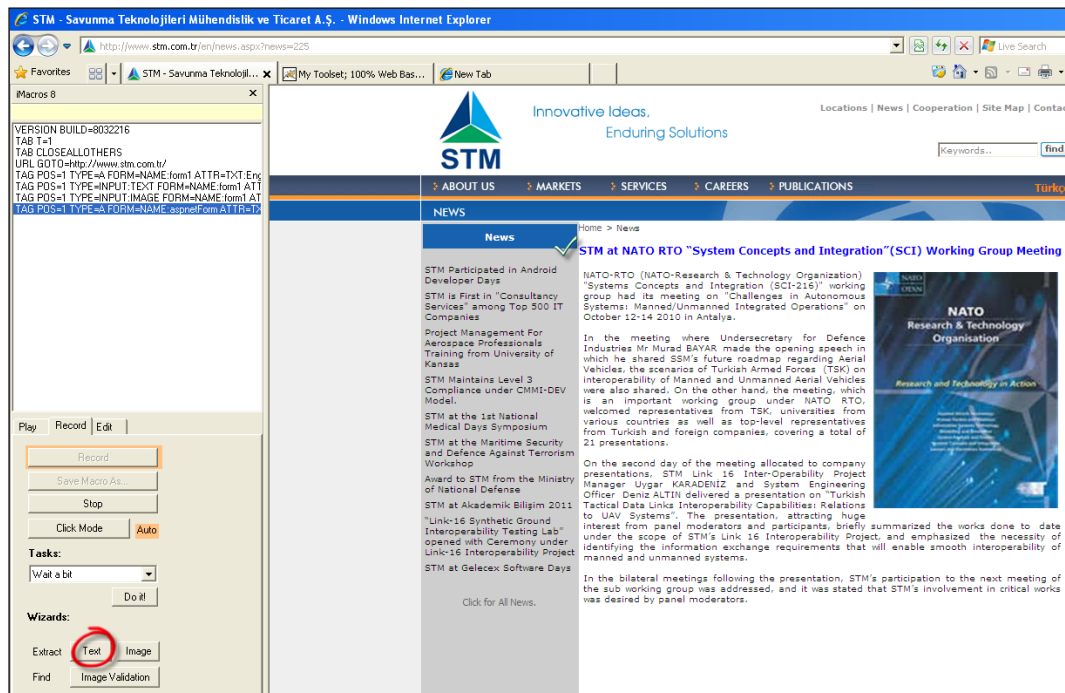 STM - Savunma Teknolojileri Mühendislik ve Ticaret A.Ş. - Windows Internet Explorer
http://www.stm.com.tr/en/news.aspx?news=225
Live Search
Favorites
STM - Savunma Teknoloji...
My Toolset; 100% Web Bas...
New Tab
iMacros 8
VERSION BUILD=8032216
TAB T=1
TAB CLOSEALLOTHERS
URL GOTO=http://www.stm.com.tr/
TAG POS=1 TYPE=A FORM=NAME:form1 ATTR=TXT:Eng
TAG POS=1 TYPE=INPUT:TEXT FORM=NAME:form1 ATT
TAG POS=1 TYPE=INPUT:IMAGE FORM=NAME:form1 AT
TAG POS=1 TYPE=A FORM=NAME:aspnetForm ATTR=TX
Play Record Edit
Record
Save Macro As...
Stop
Click Mode Auto
Tasks:
Wait a bit
Do it!
Wizards:
Extract Text Image
Find Image Validation
STM
Innovative Ideas,
Enduring Solutions
Locations | News | Cooperation | Site Map | Contac
Keywords.. find
ABOUT US MARKETS SERVICES CAREERS PUBLICATIONS Türkç
NEWS
News
STM Participated in Android
Developer Days
STM is First in "Consultancy
Services" among Top 500 IT
Companies
Project Management For
Aerospace Professionals
Training from University of
Kansas
STM Maintains Level 3
Compliance under CMMI-DEV
Model.
STM at the 1st National
Medical Days Symposium
STM at the Maritime Security
and Defence Against Terrorism
Workshop
Award to STM from the Ministry
of National Defense
STM at Akademik Bilişim 2011
"Link-16 Synthetic Ground
Interoperability Testing Lab"
opened with Ceremony under
Link-16 Interoperability Project
STM at Gelecex Software Days
Click for All News.
Home > News
STM at NATO RTO "System Concepts and Integration"(SCI) Working Group Meeting
NATO-RTO (NATO-Research & Technology Organization)
"Systems Concepts and Integration (SCI-216)" working
group had its meeting on "Challenges in Autonomous
Systems: Manned/Unmanned Integrated Operations" on
October 12-14 2010 in Antalya.
In the meeting where Undersecretary for Defence
Industries Mr Murad BAYAR made the opening speech in
which he shared SSM's future roadmap regarding Aerial
Vehicles, the scenarios of Turkish Armed Forces (TSK) on
interoperability of Manned and Unmanned Aerial Vehicles
were also shared. On the other hand, the meeting, which
is an important working group under NATO RTO,
welcomed representatives from TSK, universities from
various countries as well as top-level representatives
from Turkish and foreign companies, covering a total of
21 presentations.
On the second day of the meeting allocated to company
presentations, STM Link 16 Inter-Operability Project
Manager Uygar KARADENİZ and System Engineering
Officer Deniz ALTIN delivered a presentation on "Turkish
Tactical Data Links Interoperability Capabilities: Relations
to UAV Systems". The presentation, attracting huge
interest from panel moderators and participants, briefly summarized the works done to date
under the scope of STM's Link 16 Interoperability Project, and emphasized the necessity of
identifying the information exchange requirements that will enable smooth interoperability of
manned and unmanned systems.
In the bilateral meetings following the presentation, STM's participation to the next meeting of
the sub working group was addressed, and it was stated that STM's involvement in critical works
was desired by panel moderators.
NATO
OTAN
NATO
Research & Technology
Organisation
Research and Technology in Action